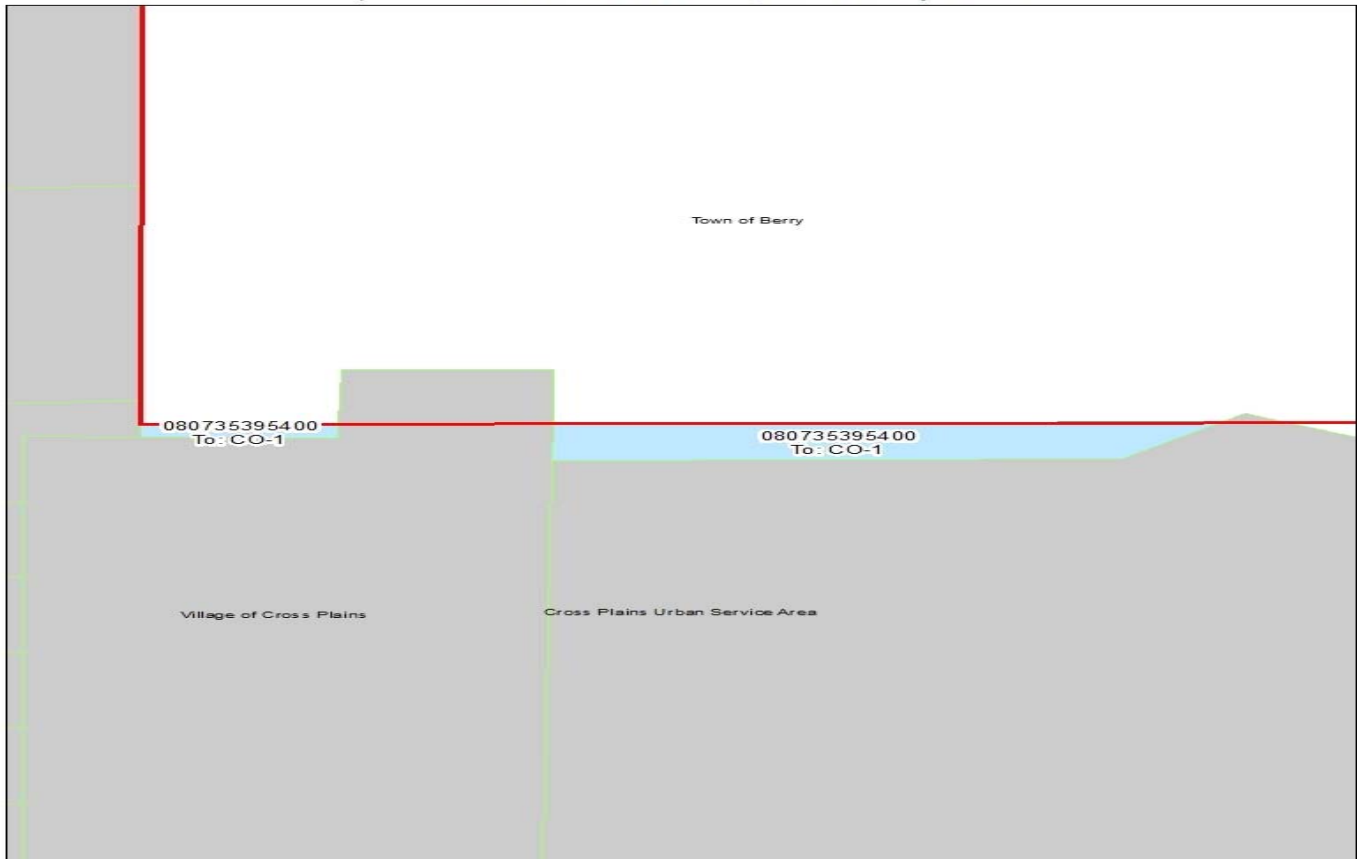 Town of Berry
080735395400
To: CO-1
080735395400
To: CO-1
Village of Cross Plains
Cross Plains Urban Service Area